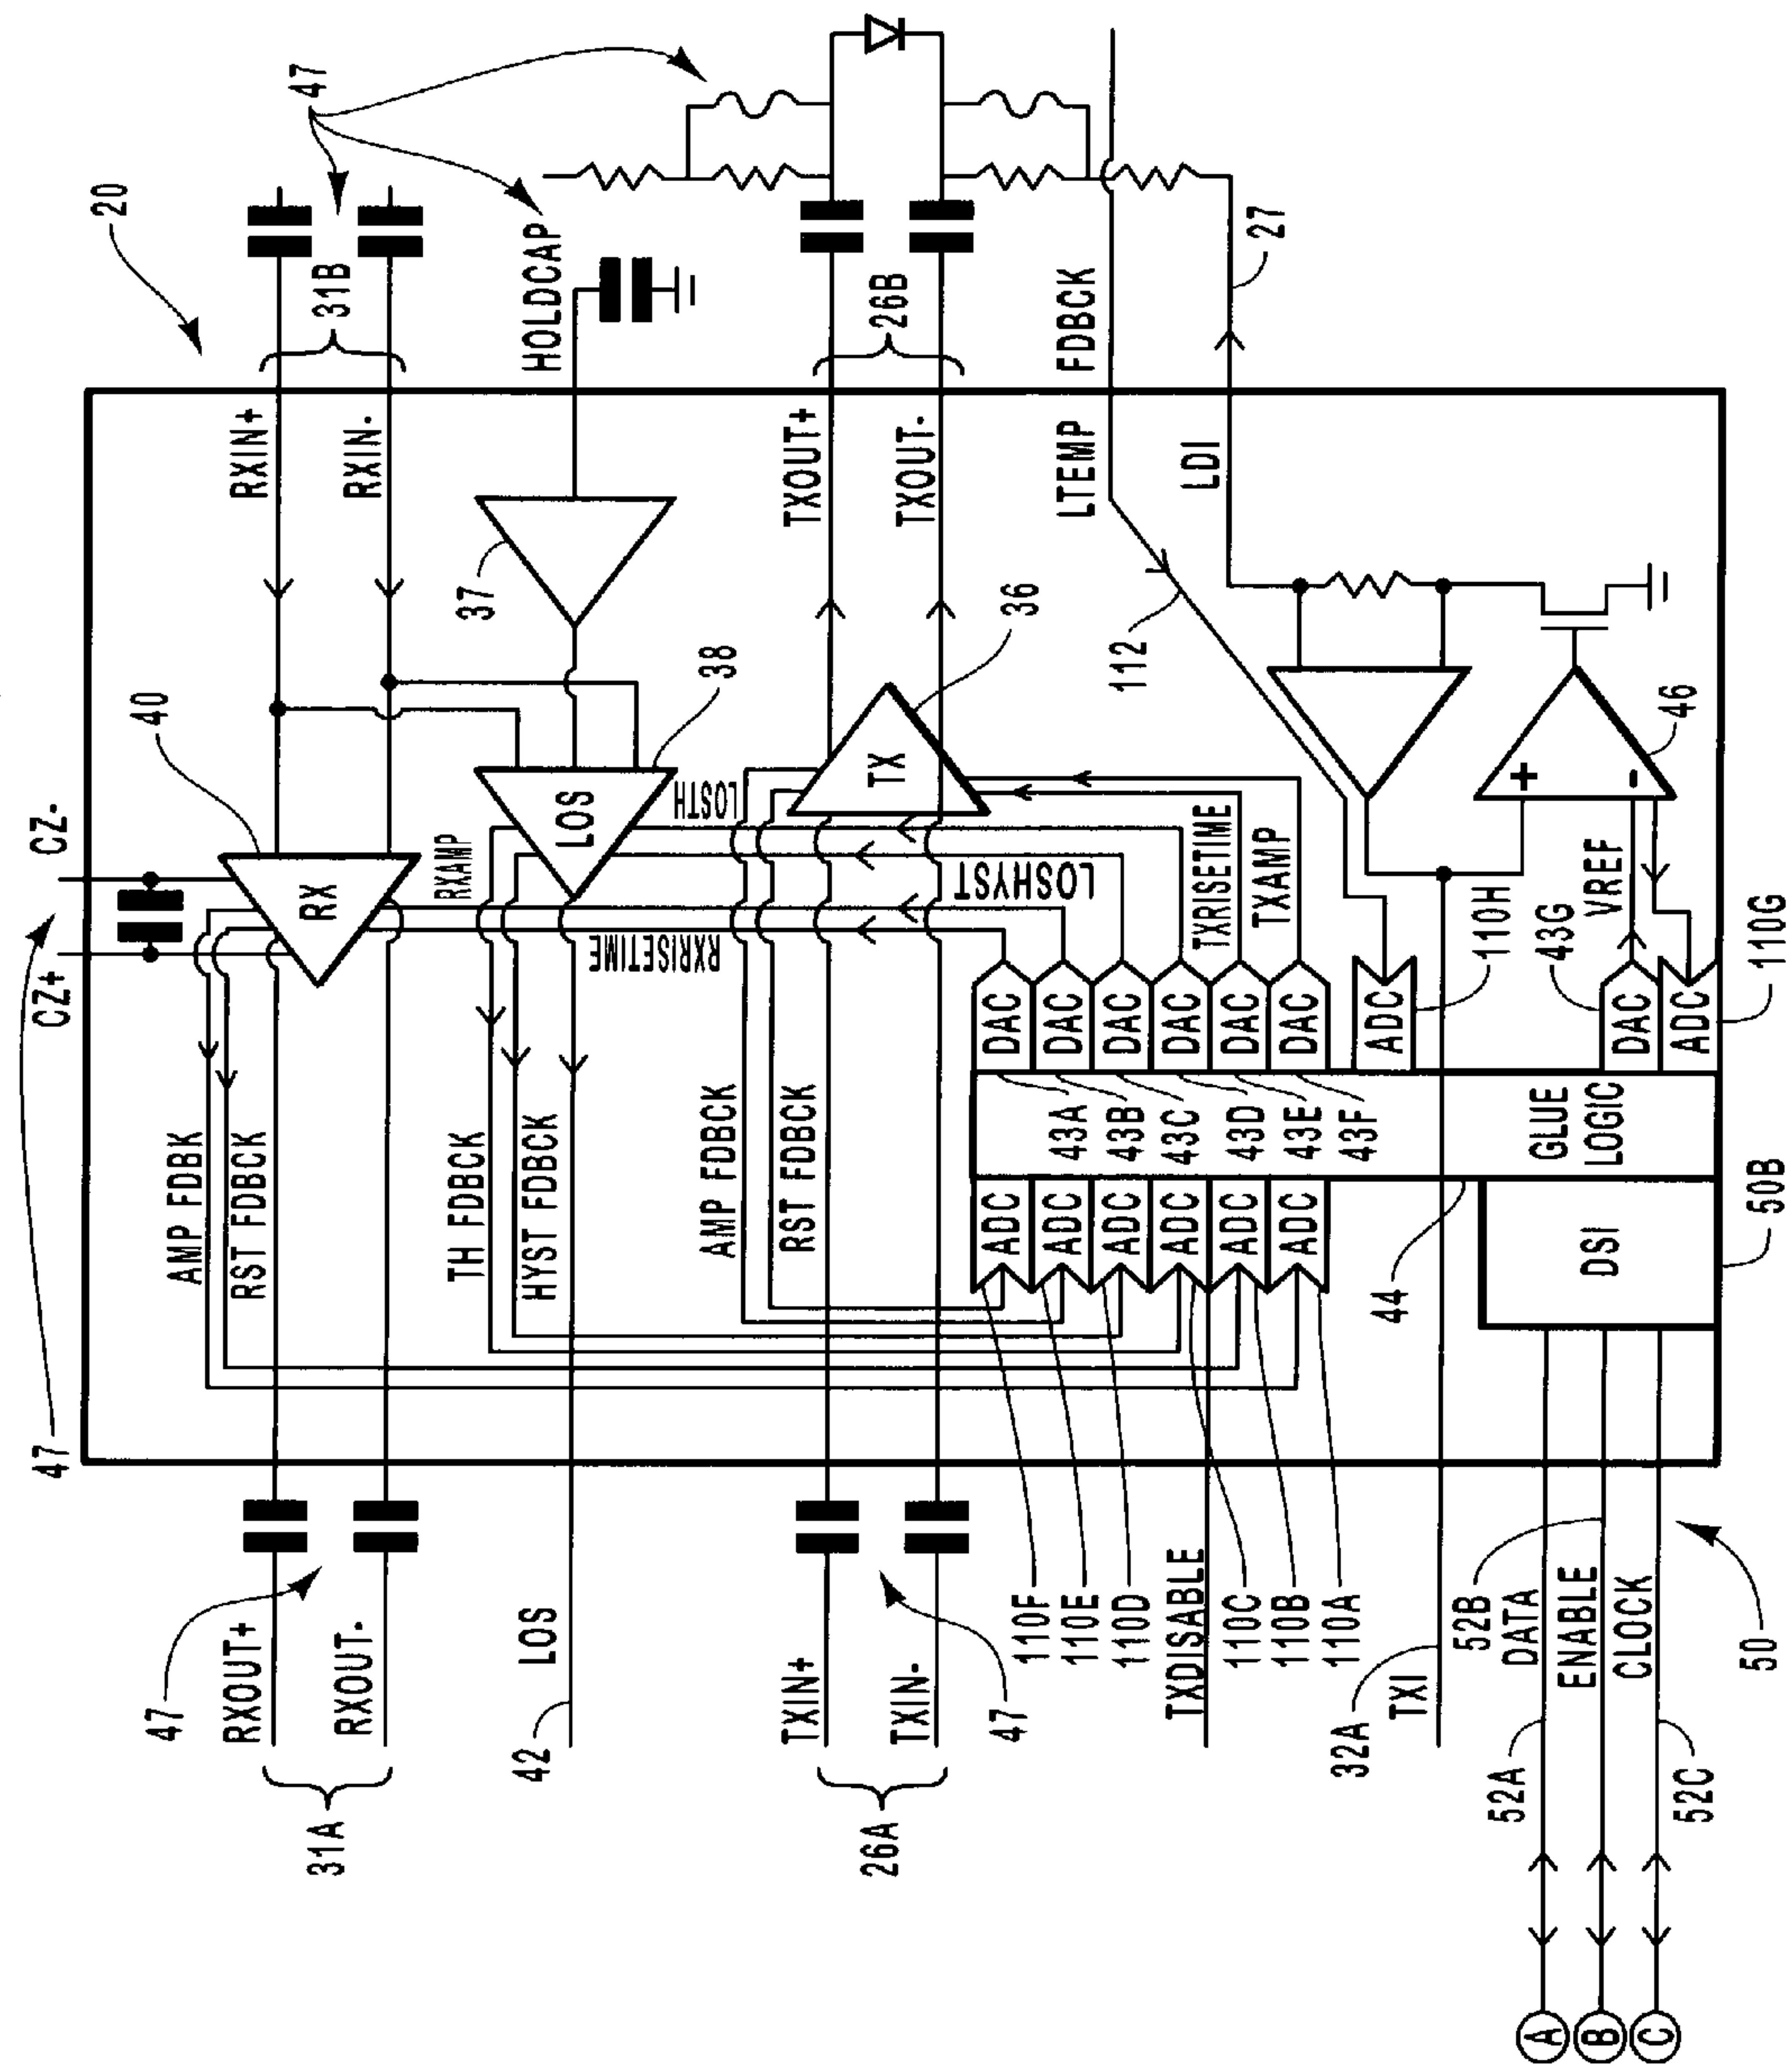 47
CZ+
CZ-
40
20
47
RXOUT+
RXOUT-
31A
47
AMP FDBK
RST FDBCK
RX
RXIN+
RXIN-
31B
LOS
42
TH FDBCK
HYST FDBCK
RXRISETIME
RXAMP
LOS
LOSTH
38
37
HOLDCAP
TXIN+
TXIN-
26A
47
AMP FDBCK
RST FDBCK
LOSHYST
TX
36
TXOUT+
TXOUT-
26B
110F
110E
110D
TXDISABLE
110C
110B
110A
ADC
ADC
ADC
ADC
ADC
ADC
43A
43B
43C
43D
43E
43F
DAC
DAC
DAC
DAC
DAC
DAC
TXRISETIME
TXAMP
112
LTEMP FDBCK
LDI
27
32A
TXI
44
ADC
110H
52B
DATA
ENABLE
CLOCK
52A
52C
50
A
B
C
DSI
50B
GLUE
LOGIC
DAC
ADC
43G
VREF
110G
+
-
46